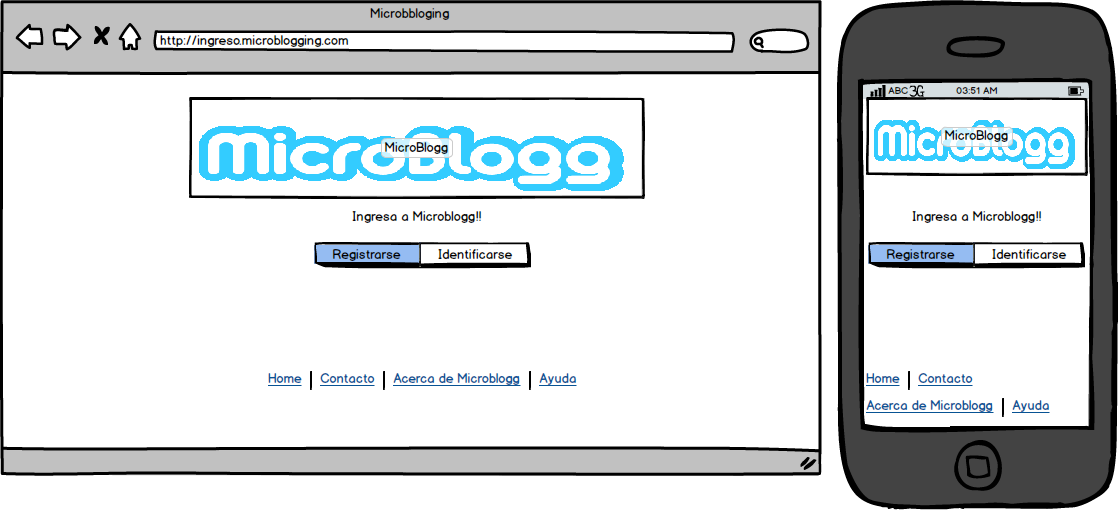 Microbbloging
http://ingreso.microblogging.com
MicroBlogg
MicroBlogg
Ingresa a Microblogg!!
Registrarse Identificarse
Home Contacto Acerca de Microblogg Ayuda
ABC 3G 03:51 AM
MicroBlogg
MicroBlogg
Ingresa a Microblogg!!
Registrarse Identificarse
Home Contacto
Acerca de Microblogg Ayuda